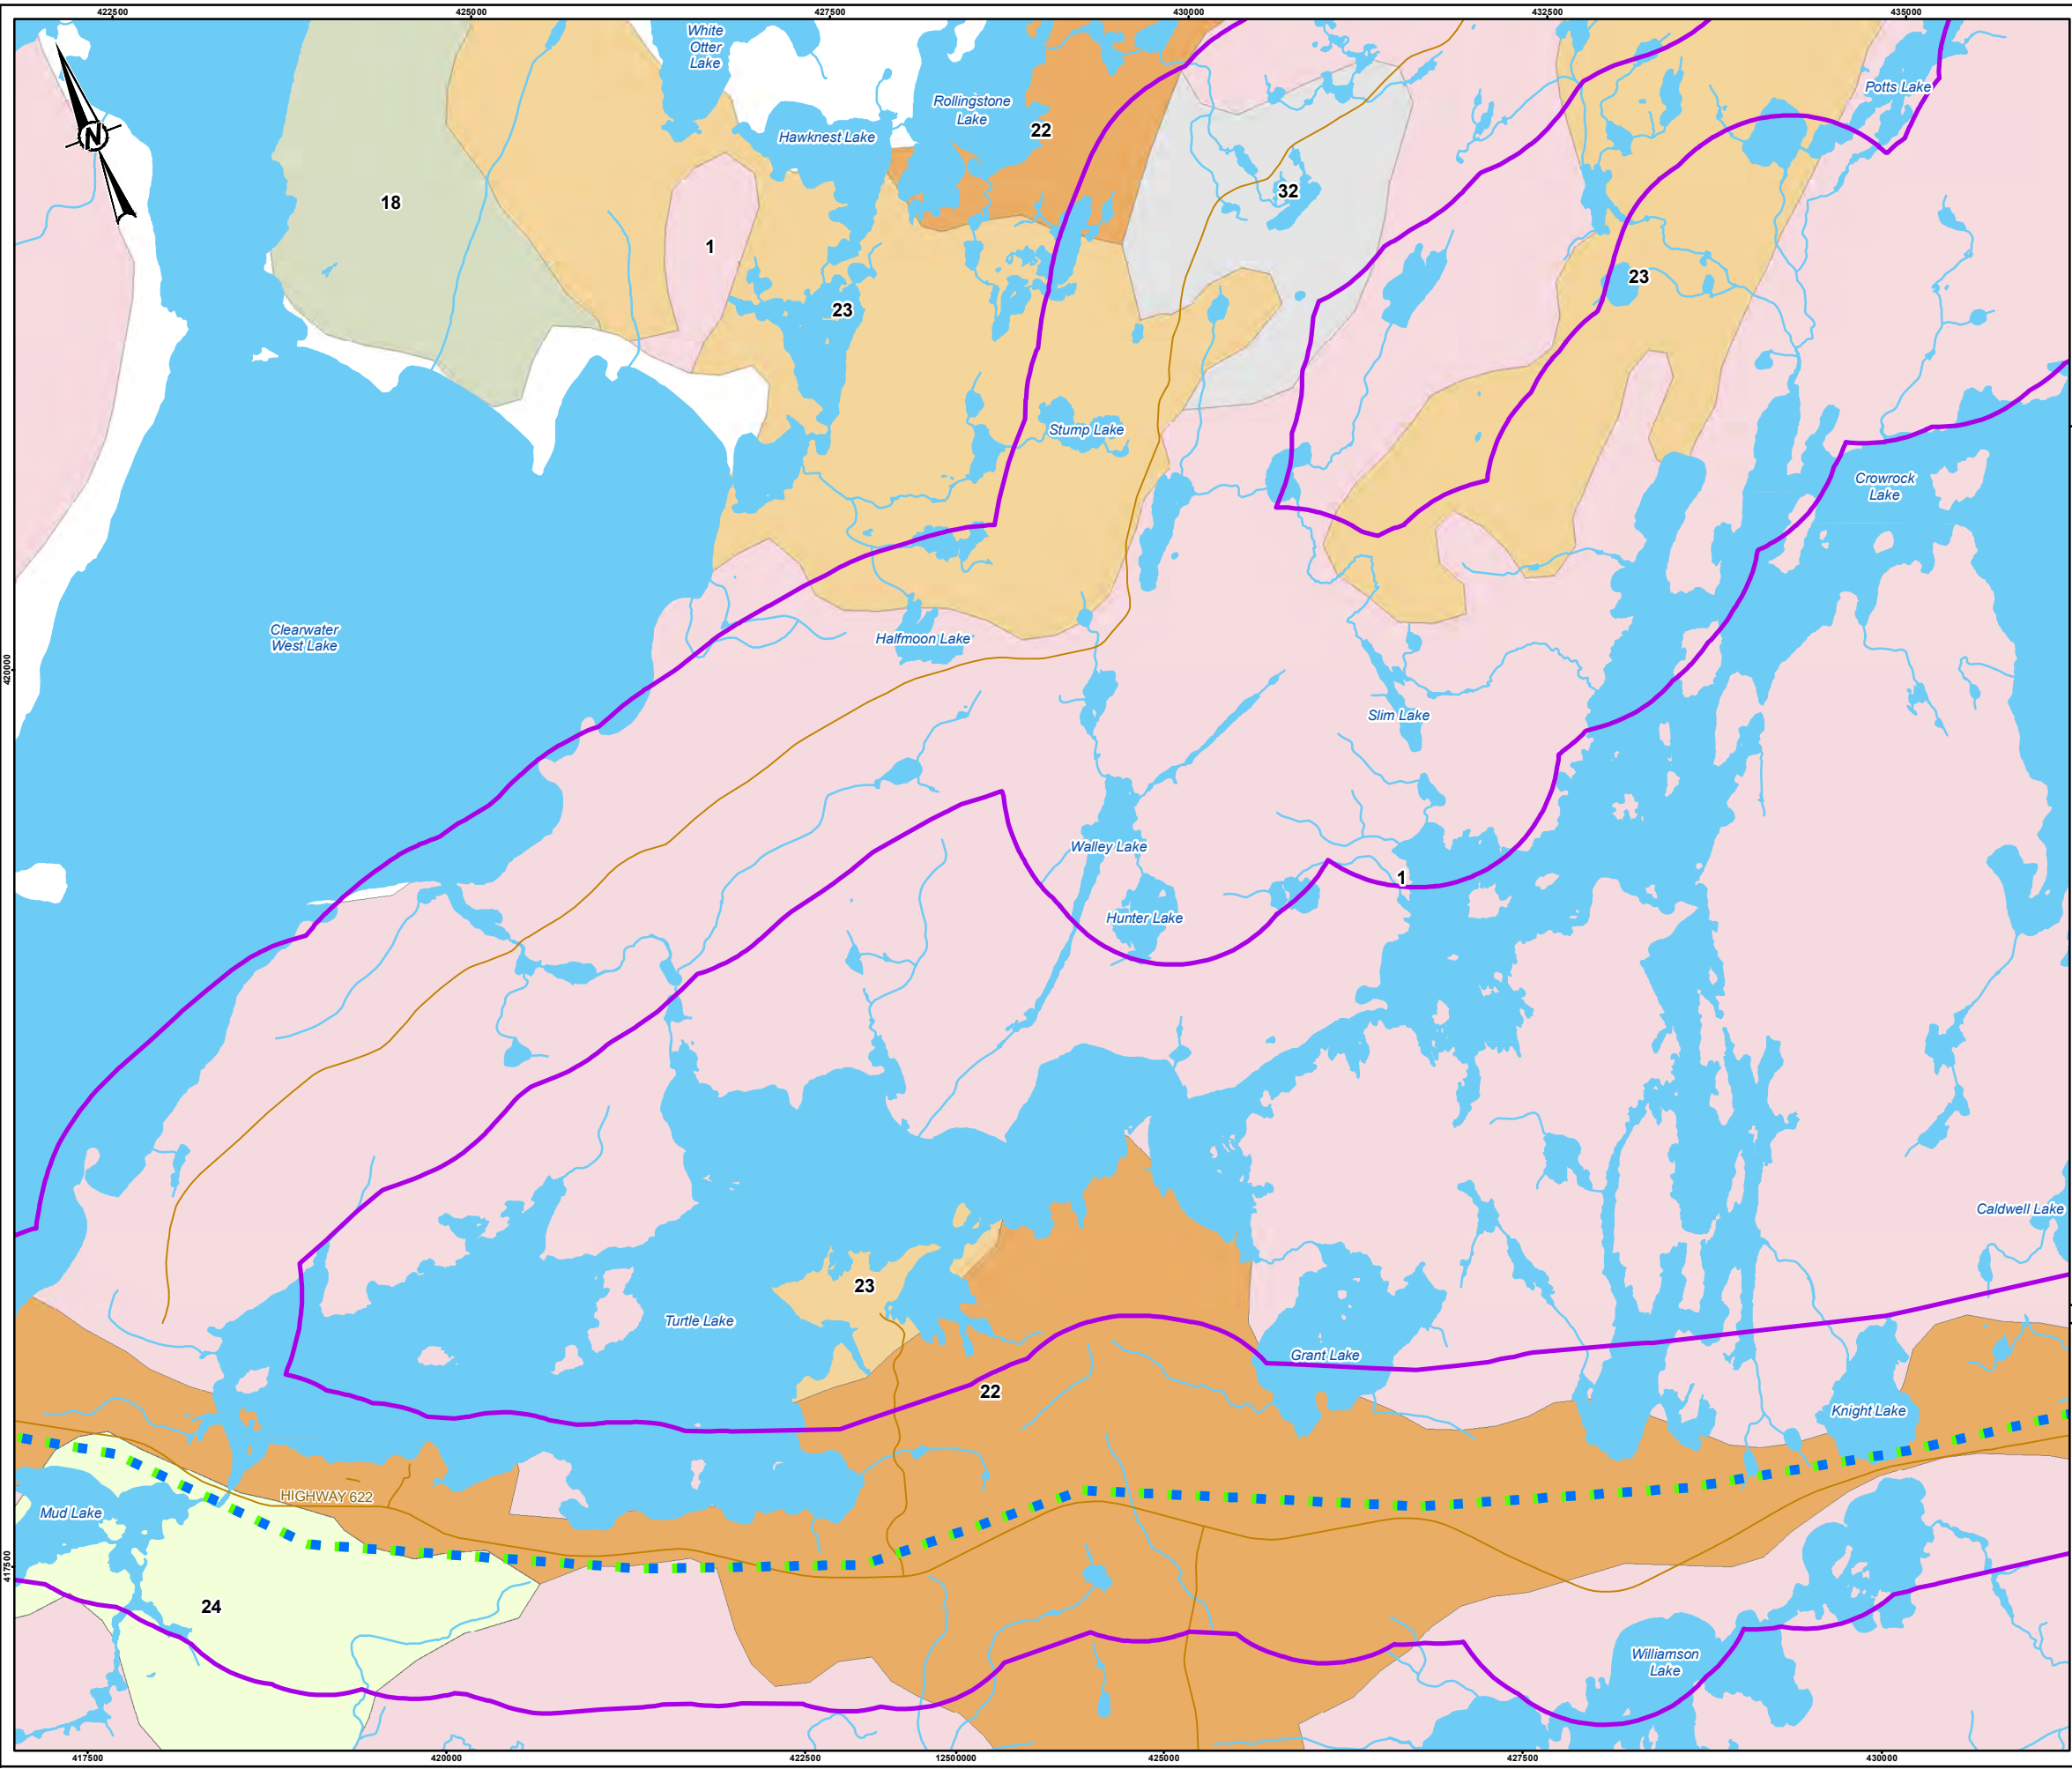 422500
425000
427500
430000
432500
435000
White
Otter
Lake
Potts Lake
Rollingstone
Lake
22
Hawknest Lake
N
18
32
1
23
23
Stump Lake
Crowrock
Lake
Clearwater
West Lake
Halfmoon Lake
420000
Slim Lake
Walley Lake
1
Hunter Lake
Caldwell Lake
23
Turtle Lake
Grant Lake
22
Knight Lake
HIGHWAY 622
Mud Lake
417500
24
Williamson
Lake
417500
420000
422500
12500000
425000
427500
430000